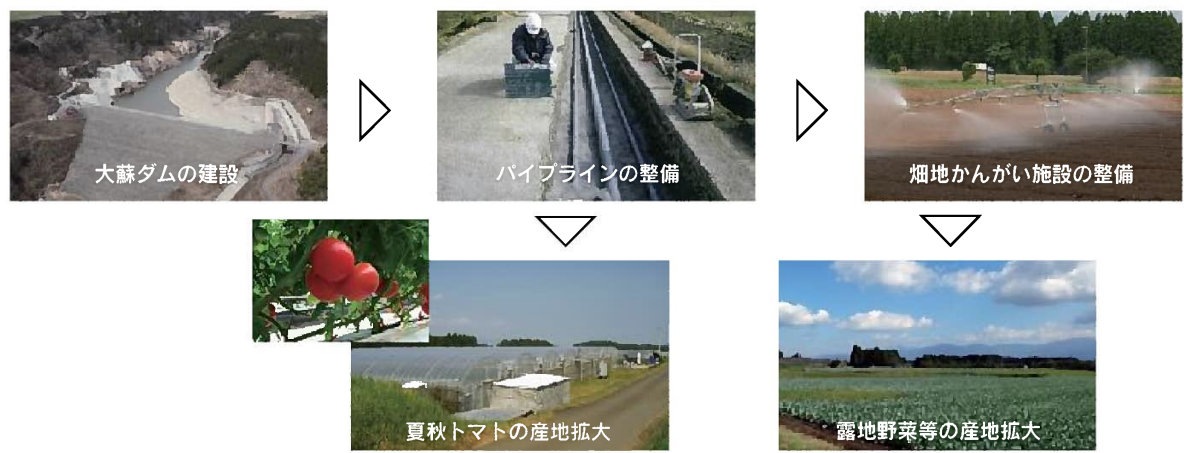 大蘇ダムの建設
パイプラインの整備
畑地かんがい施設の整備
夏秋トマトの産地拡大
露地野菜等の産地拡大